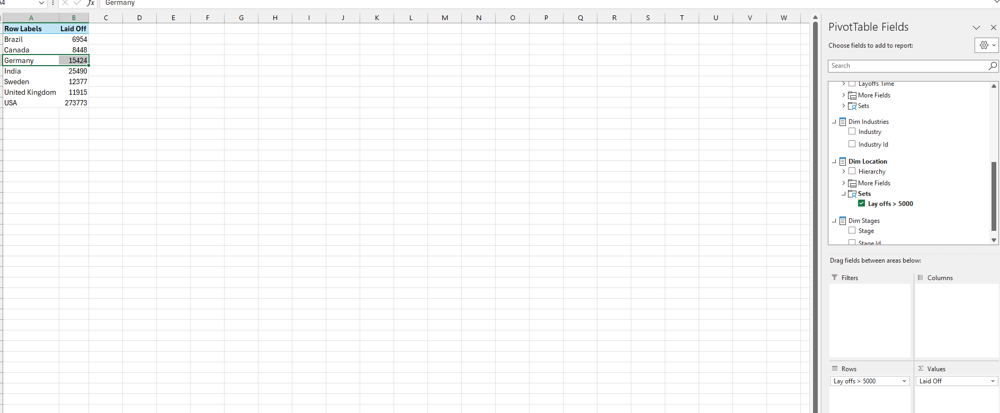 A4 fx Germany
A B C D E F G H I J K L M N O P Q R S T U V W
Row Labels Laid Off
Brazil 6954
Canada 8448
Germany 15424
India 25490
Sweden 12377
United Kingdom 11915
USA 273773
PivotTable Fields
Choose fields to add to report:
Search
Layoffs Time
More Fields
Sets
Dim Industries
Industry
Industry Id
Dim Location
Hierarchy
More Fields
Sets
Lay offs > 5000
Dim Stages
Stage
Stage Id
Drag fields between areas below:
Filters
Columns
Rows
Σ Values
Lay offs > 5000
Laid Off